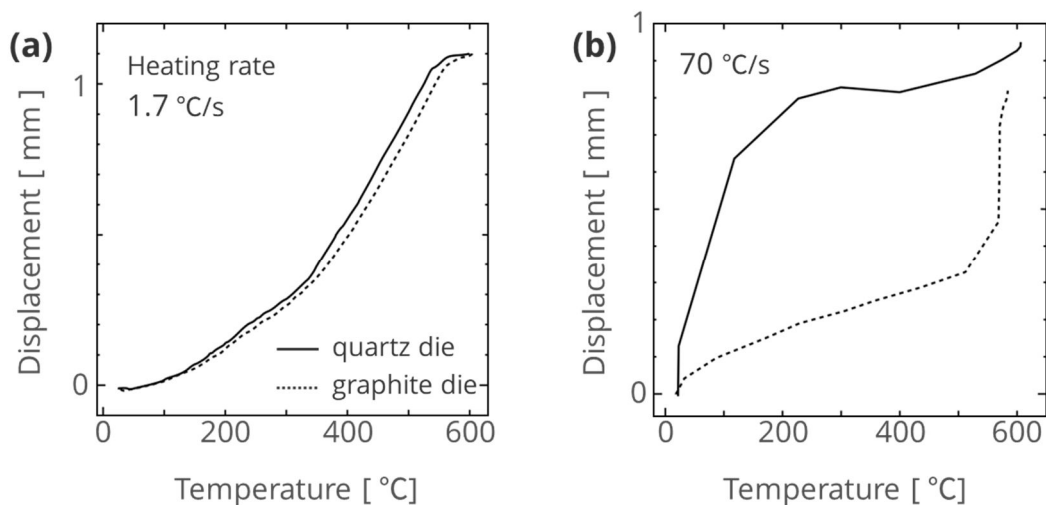 (a)
Heating rate
1.7 °C/s
1
0
Displacement [ mm]
quartz die
graphite die
0 200 400 600
Temperature [ °C]
(b)
70 °C/s
1
0
Displacement [ mm]
0 200 400 600
Temperature [ °C]